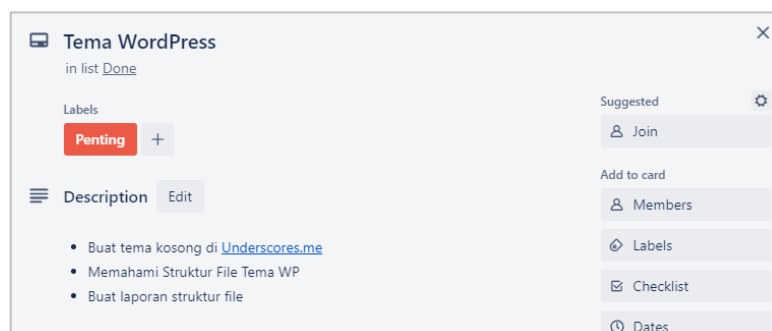 Tema WordPress
in list Done
Labels
Penting
Description Edit
Buat tema kosong di Underscores.me
Memahami Struktur File Tema WP
Buat laporan struktur file
Suggested
Join
Add to card
Members
Labels
Checklist
Dates